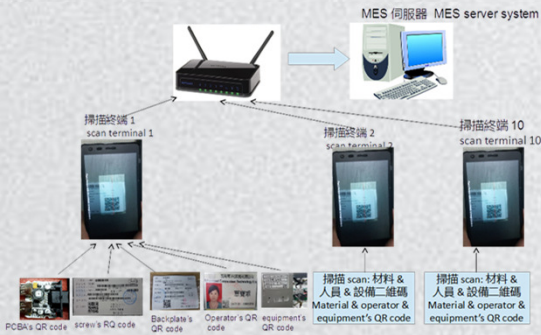 MES 伺服器 MES server system
掃描終端 1
scan terminal 1
掃描終端 2
scan terminal 2
掃描終端 10
scan terminal 10
PCBA's QR code
screw's RQ code
Backplate's
QR code
Operator's QR
code
equipment's
QR code
掃描 scan: 材料 &
人員 & 設備二維碼
Material & operator &
equipment's QR code
掃描 scan: 材料 &
人員 & 設備二維碼
Material & operator &
equipment's QR code